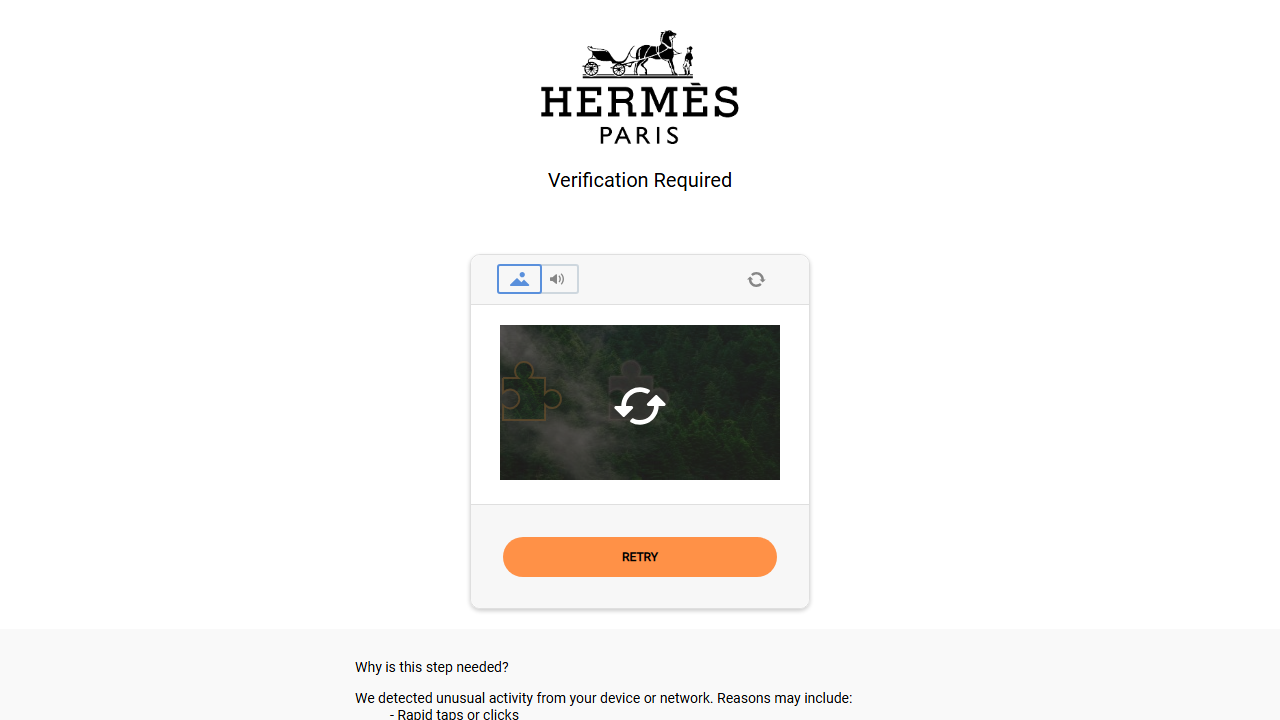 HERMÈS
PARIS
Verification Required
RETRY
Why is this step needed?
We detected unusual activity from your device or network. Reasons may include:
- Rapid taps or clicks